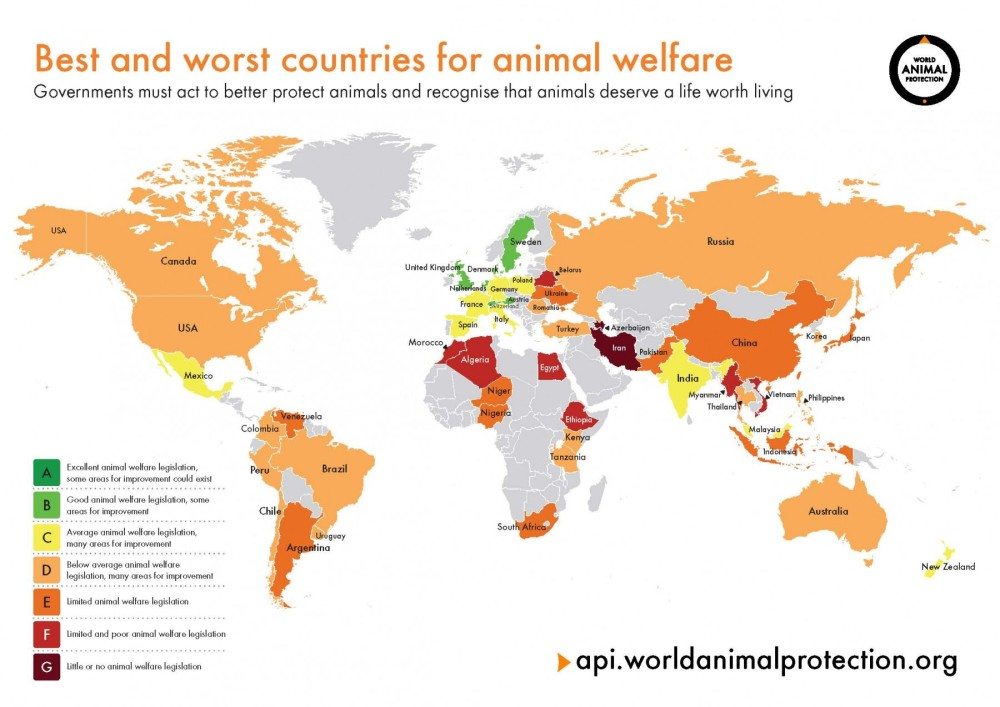 Best and worst countries for animal welfare
Governments must act to better protect animals and recognise that animals deserve a life worth living
WORLD
ANIMAL
PROTECTION
USA
Canada
USA
Mexico
Sweden
Russia
United Kingdom
Denmark
Belarus
Netherlands
Poland
Germany
Ukraine
Austria
France
Switzerland
Romania
Italy
Spain
Turkey
Azerbaijan
Morocco
Algeria
Egypt
Iran
Pakistan
China
Korea
Japan
India
Myanmar
Thailand
Vietnam
Philippines
Niger
Nigeria
Ethiopia
Kenya
Tanzania
Malaysia
Indonesia
Venezuela
Colombia
Peru
Brazil
Chile
Uruguay
Argentina
South Africa
Australia
New Zealand
A Excellent animal welfare legislation,
some areas for improvement could exist
B Good animal welfare legislation, some
areas for improvement
C Average animal welfare legislation,
many areas for improvement
D Below average animal welfare
legislation, many areas for improvement
E Limited animal welfare legislation
F Limited and poor animal welfare legislation
G Little or no animal welfare legislation
api.worldanimalprotection.org